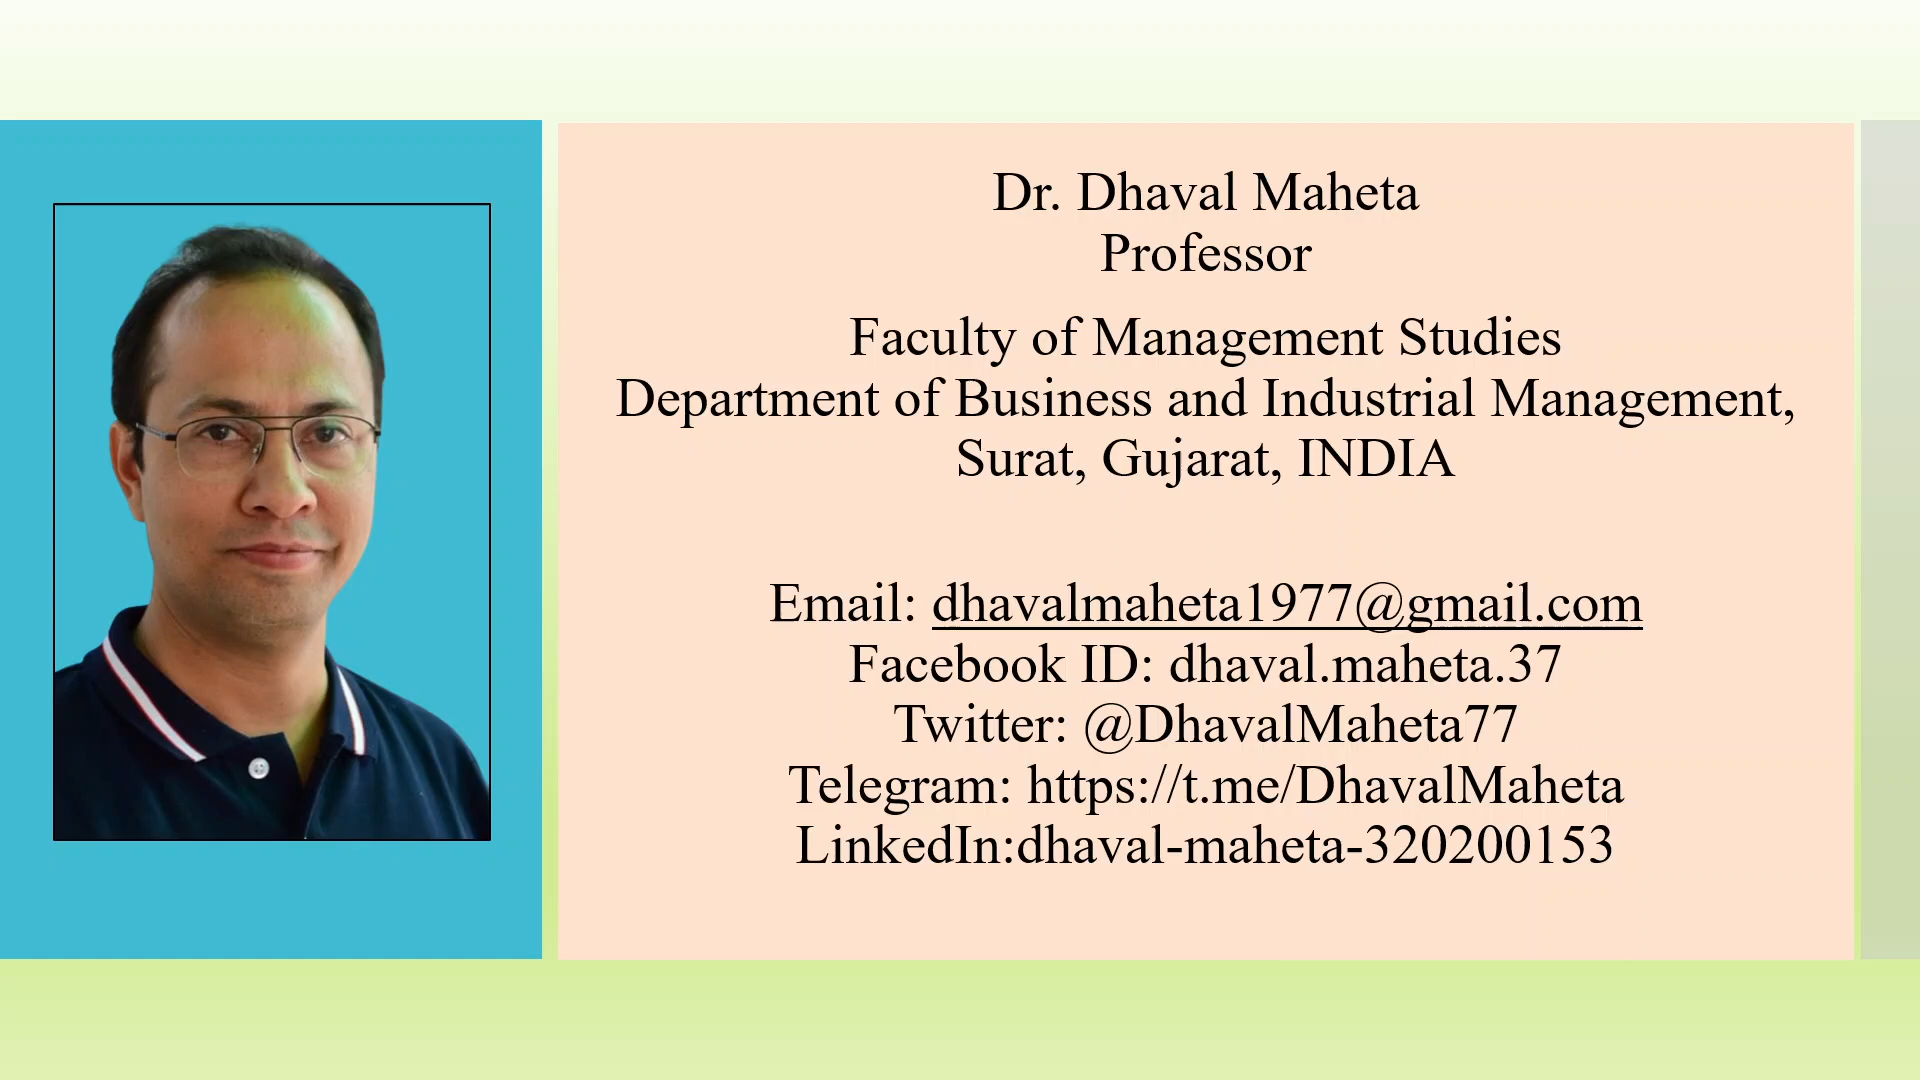 Dr. Dhaval Maheta
Professor
Faculty of Management Studies
Department of Business and Industrial Management,
Surat, Gujarat, INDIA
Email: dhavalmaheta1977@gmail.com
Facebook ID: dhaval.maheta.37
Twitter: @DhavalMaheta77
Telegram: https://t.me/DhavalMaheta
LinkedIn:dhaval-maheta-320200153